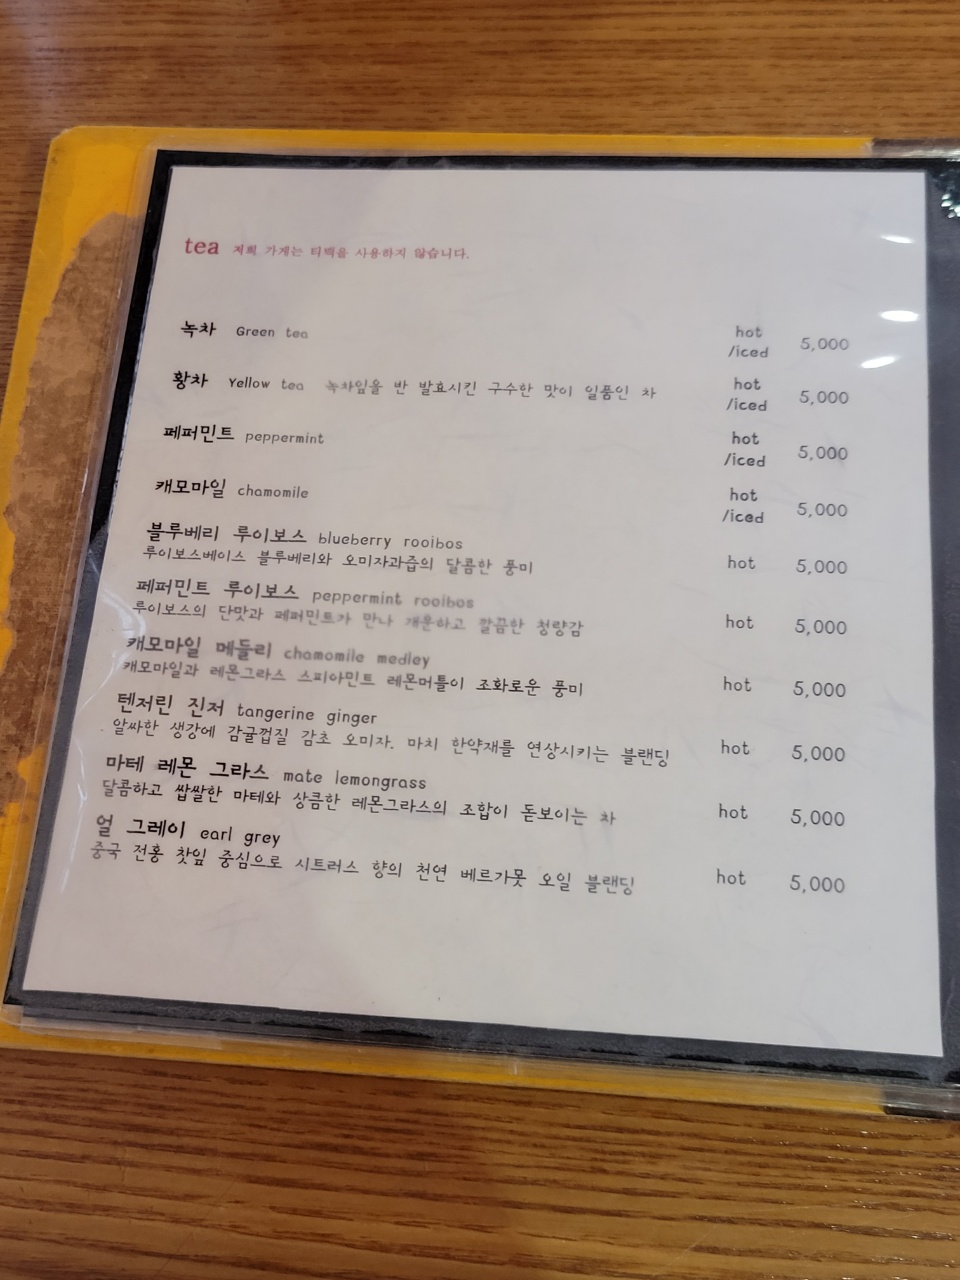 tea 저희 가게는 티백을 사용하지 않습니다.
녹차 Green tea hot /iced 5,000
황차 Yellow tea 녹차잎을 반 발효시킨 구수한 맛이 일품인 차 hot /iced 5,000
페퍼민트 peppermint hot /iced 5,000
캐모마일 chamomile hot /iced 5,000
블루베리 루이보스 blueberry rooibos
루이보스베이스 블루베리와 오미자과즙의 달콤한 풍미 hot 5,000
페퍼민트 루이보스 peppermint rooibos
루이보스의 단맛과 페퍼민트가 만나 개운하고 깔끔한 청량감 hot 5,000
캐모마일 메들리 chamomile medley
캐모마일과 레몬그라스 스피아민트 레몬머틀이 조화로운 풍미 hot 5,000
텐저린 진저 tangerine ginger
알싸한 생강에 감귤껍질 감초 오미자. 마치 한약재를 연상시키는 블랜딩 hot 5,000
마테 레몬 그라스 mate lemongrass
달콤하고 쌉쌀한 마테와 상큼한 레몬그라스의 조합이 돋보이는 차 hot 5,000
얼 그레이 earl grey
중국 전홍 찻잎 중심으로 시트러스 향의 천연 베르가못 오일 블랜딩 hot 5,000